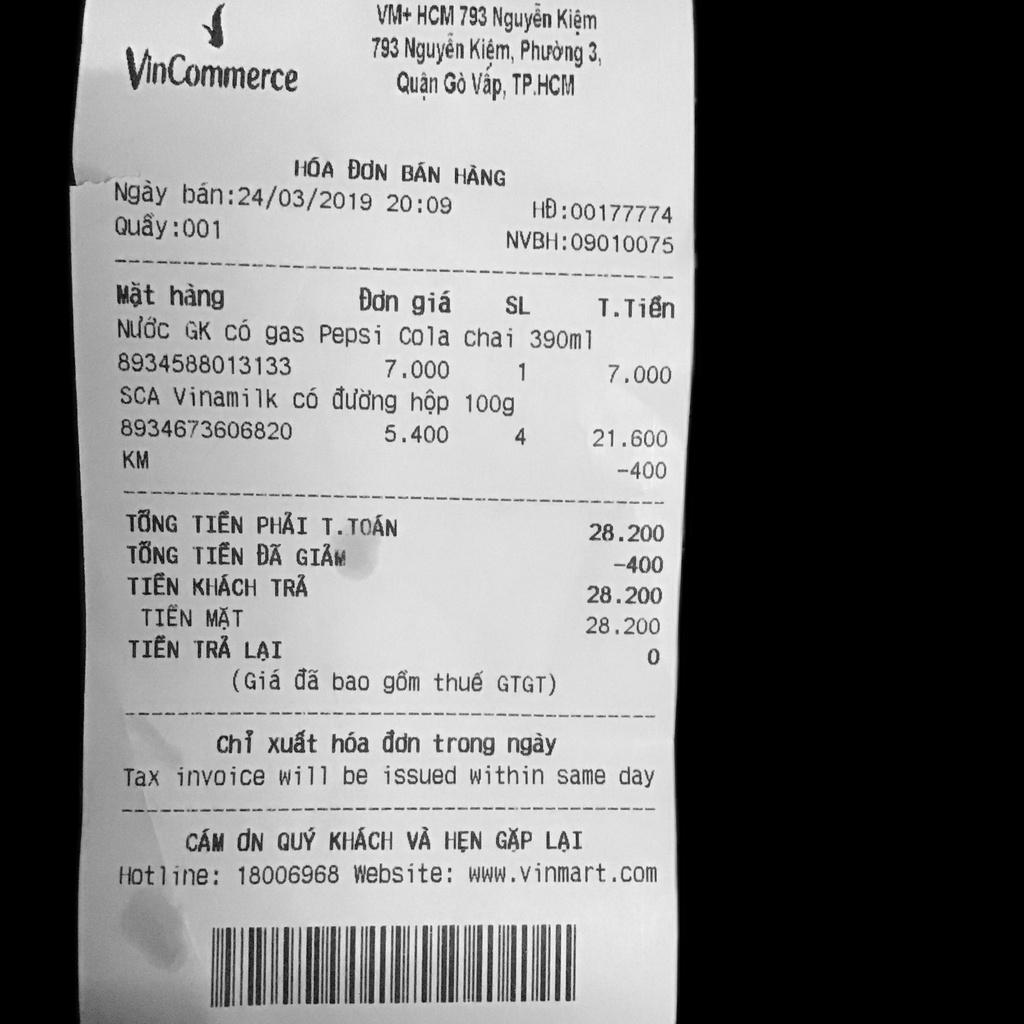 VinCommerce
VM+ HCM 793 Nguyễn Kiệm
793 Nguyễn Kiệm, Phường 3,
Quận Gò Vấp, TP.HCM
HÓA ĐƠN BÁN HÀNG
Ngày bán:24/03/2019 20:09 HĐ:00177774
Quầy:001 NVBH:09010075
Mặt hàng Đơn giá SL T.Tiền
Nước GK có gas Pepsi Cola chai 390ml
8934588013133 7.000 1 7.000
SCA Vinamilk có đường hộp 100g
8934673606820 5.400 4 21.600
KM -400
TỔNG TIỀN PHẢI T.TOÁN 28.200
TỔNG TIỀN ĐÃ GIẢM -400
TIỀN KHÁCH TRẢ 28.200
TIỀN MẶT 28.200
TIỀN TRẢ LẠI 0
(Giá đã bao gồm thuế GTGT)
Chỉ xuất hóa đơn trong ngày
Tax invoice will be issued within same day
CÁM ƠN QUÝ KHÁCH VÀ HẸN GẶP LẠI
Hotline: 18006968 Website: www.vinmart.com